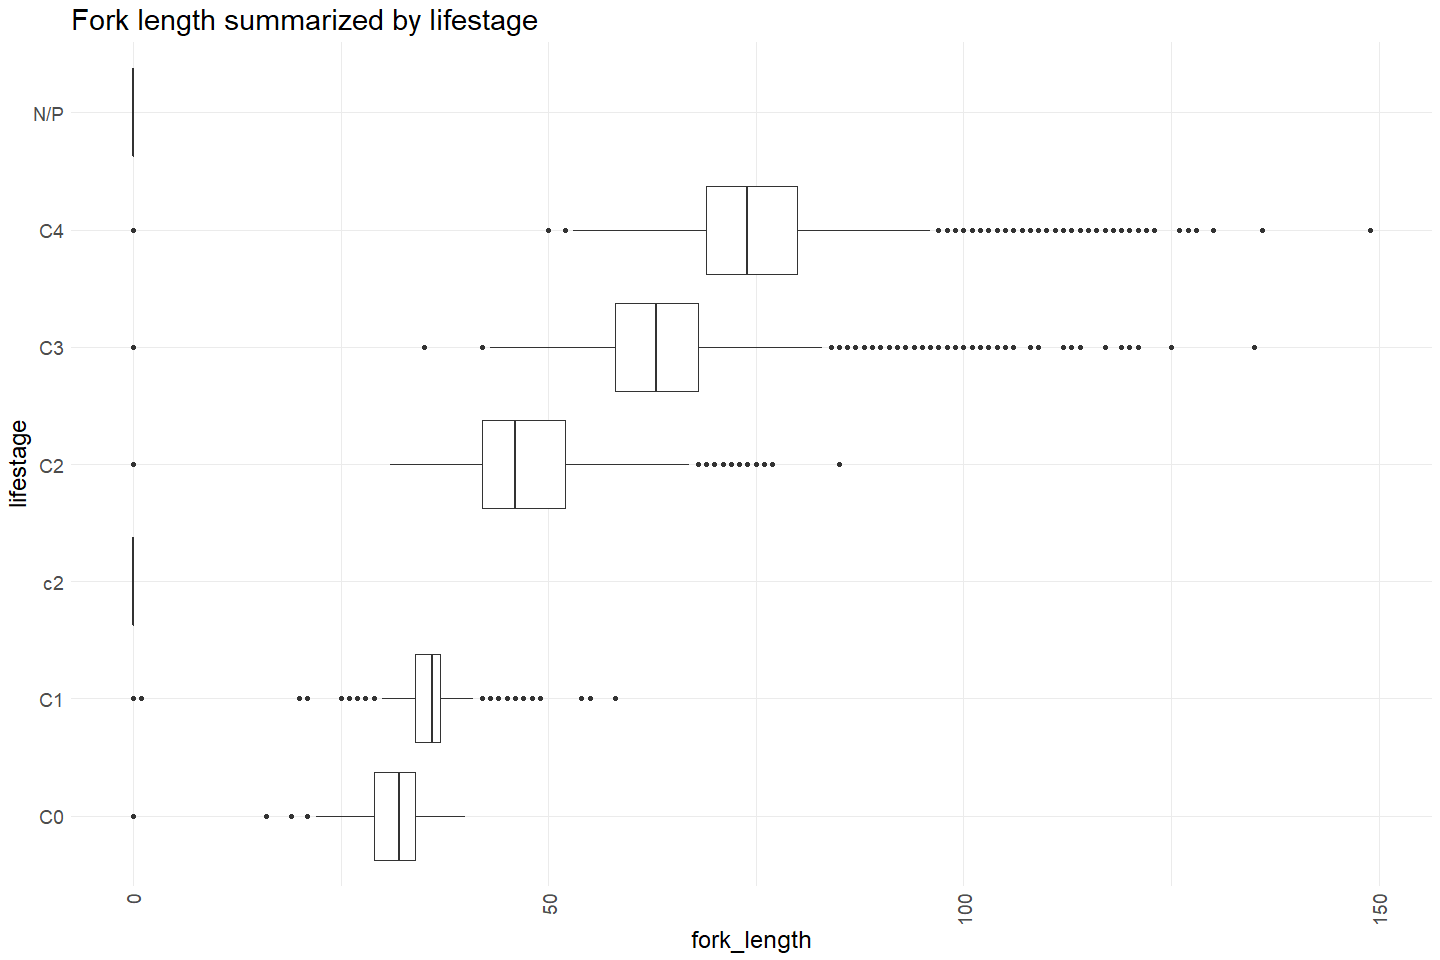 Fork length summarized by lifestage
N/P
C4
C3
C2
c2
C1
C0
lifestage
0
50
100
150
fork_length